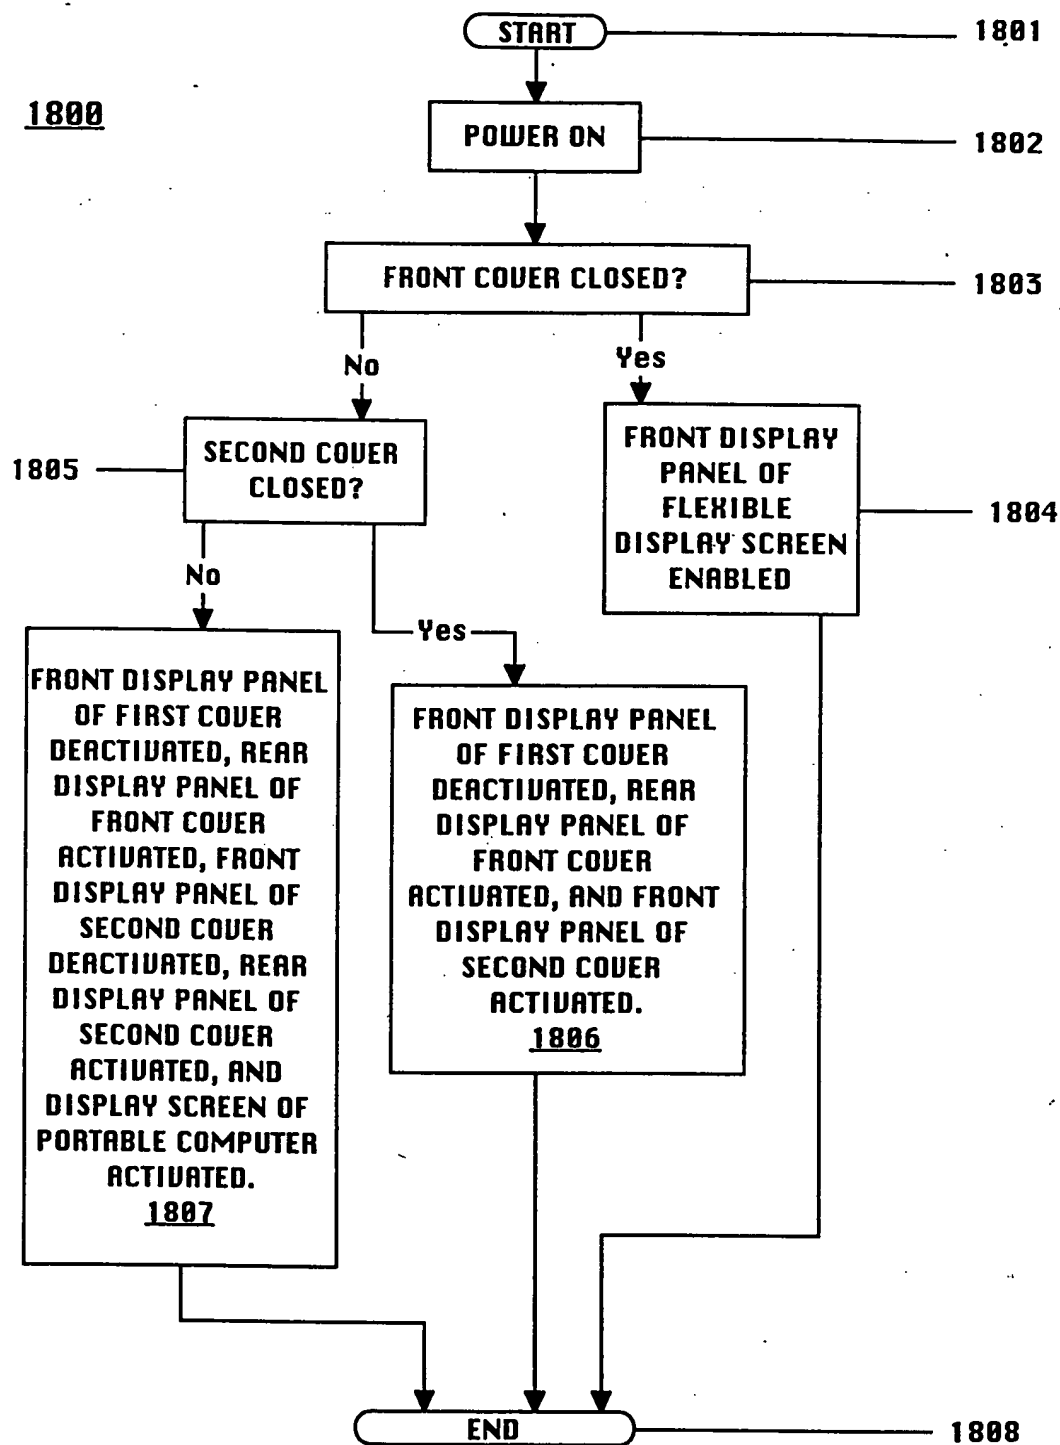 START
1801
1800
POWER ON
1802
FRONT COVER CLOSED?
1803
No
Yes
SECOND COVER
CLOSED?
1805
FRONT DISPLAY
PANEL OF
FLEXIBLE
DISPLAY SCREEN
ENABLED
1804
No
Yes
FRONT DISPLAY PANEL
OF FIRST COVER
DEACTIVATED, REAR
DISPLAY PANEL OF
FRONT COVER
ACTIVATED, FRONT
DISPLAY PANEL OF
SECOND COVER
DEACTIVATED, REAR
DISPLAY PANEL OF
SECOND COVER
ACTIVATED, AND
DISPLAY SCREEN OF
PORTABLE COMPUTER
ACTIVATED.
1807
FRONT DISPLAY PANEL
OF FIRST COVER
DEACTIVATED, REAR
DISPLAY PANEL OF
FRONT COVER
ACTIVATED, AND FRONT
DISPLAY PANEL OF
SECOND COVER
ACTIVATED.
1806
END
1808